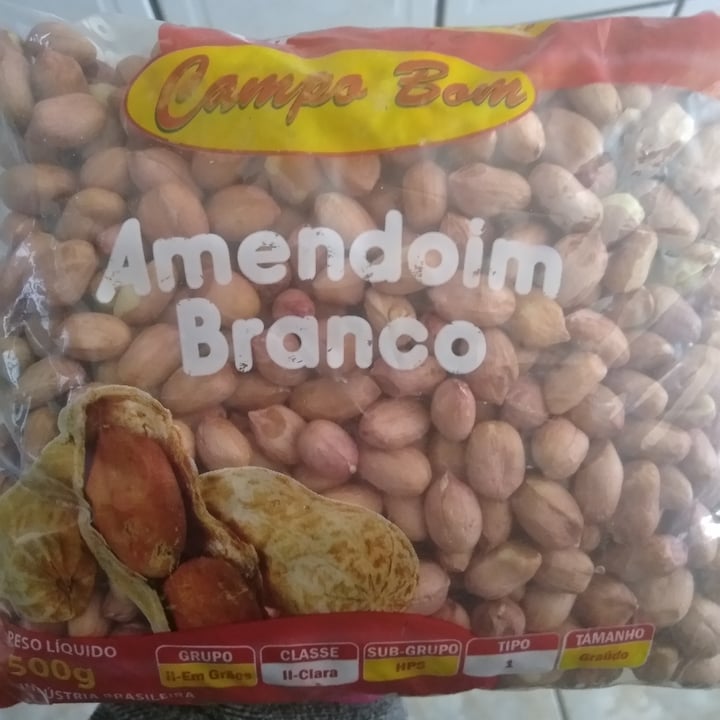 Campo Bom
Amendoim
Branco
PESO LÍQUIDO
500g
INDÚSTRIA BRASILEIRA
GRUPO
II-Em Grãos
CLASSE
II-Clara
SUB-GRUPO
HPS
TIPO
1
TAMANHO
Graúdo